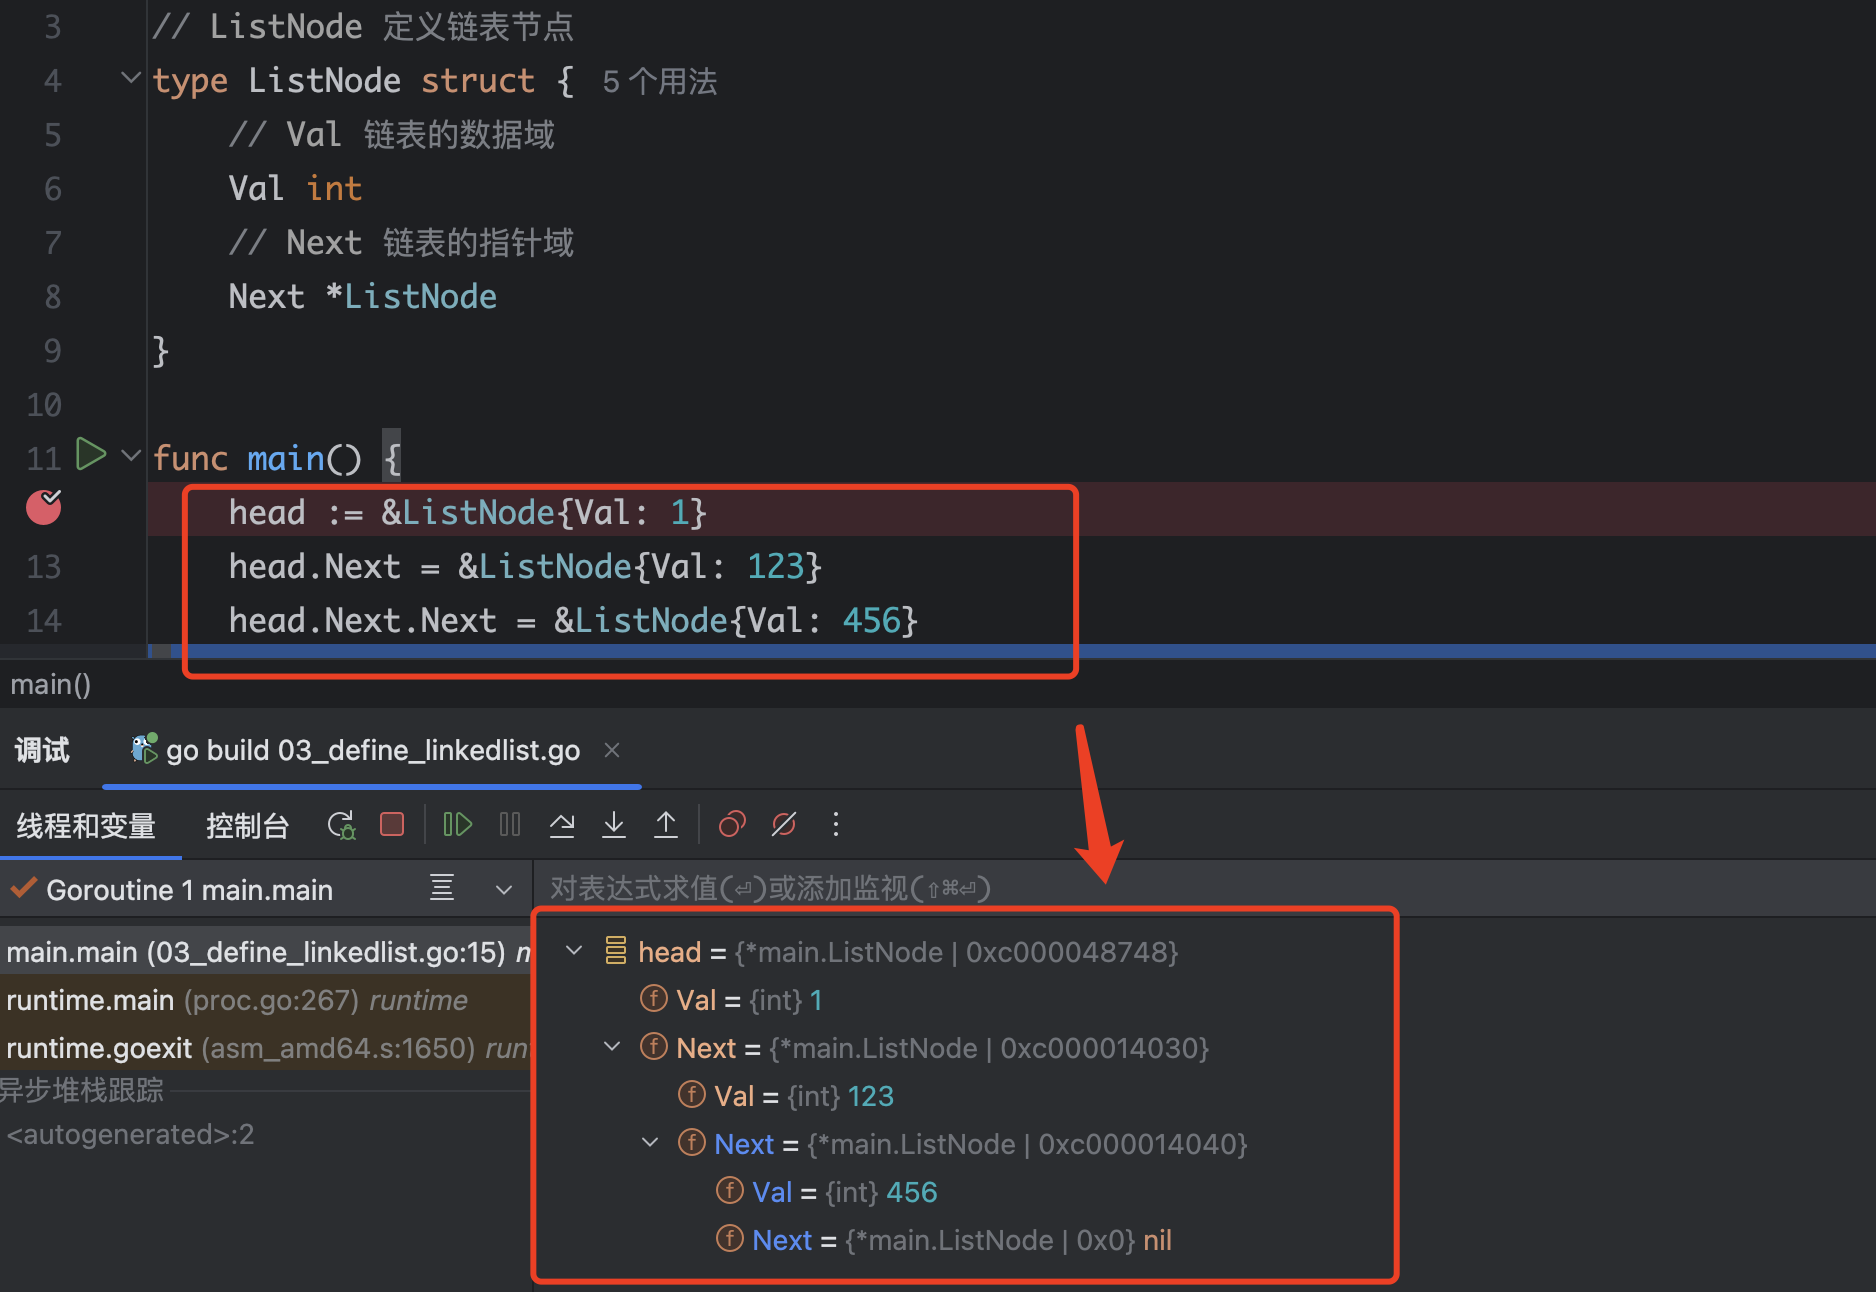 3 // ListNode 定义链表节点
4 type ListNode struct { 5 个用法
5 // Val 链表的数据域
6 Val int
7 // Next 链表的指针域
8 Next *ListNode
9 }
10
11 func main() {
head := &ListNode{Val: 1}
13 head.Next = &ListNode{Val: 123}
14 head.Next.Next = &ListNode{Val: 456}
main()
调试 go build 03_define_linkedlist.go
线程和变量 控制台
Goroutine 1 main.main
对表达式求值(⏎)或添加监视(⇧⌘⏎)
main.main (03_define_linkedlist.go:15)
runtime.main (proc.go:267) runtime
runtime.goexit (asm_amd64.s:1650) run
异步堆栈跟踪
<autogenerated>:2
head = {*main.ListNode | 0xc000048748}
Val = {int} 1
Next = {*main.ListNode | 0xc000014030}
Val = {int} 123
Next = {*main.ListNode | 0xc000014040}
Val = {int} 456
Next = {*main.ListNode | 0x0} nil